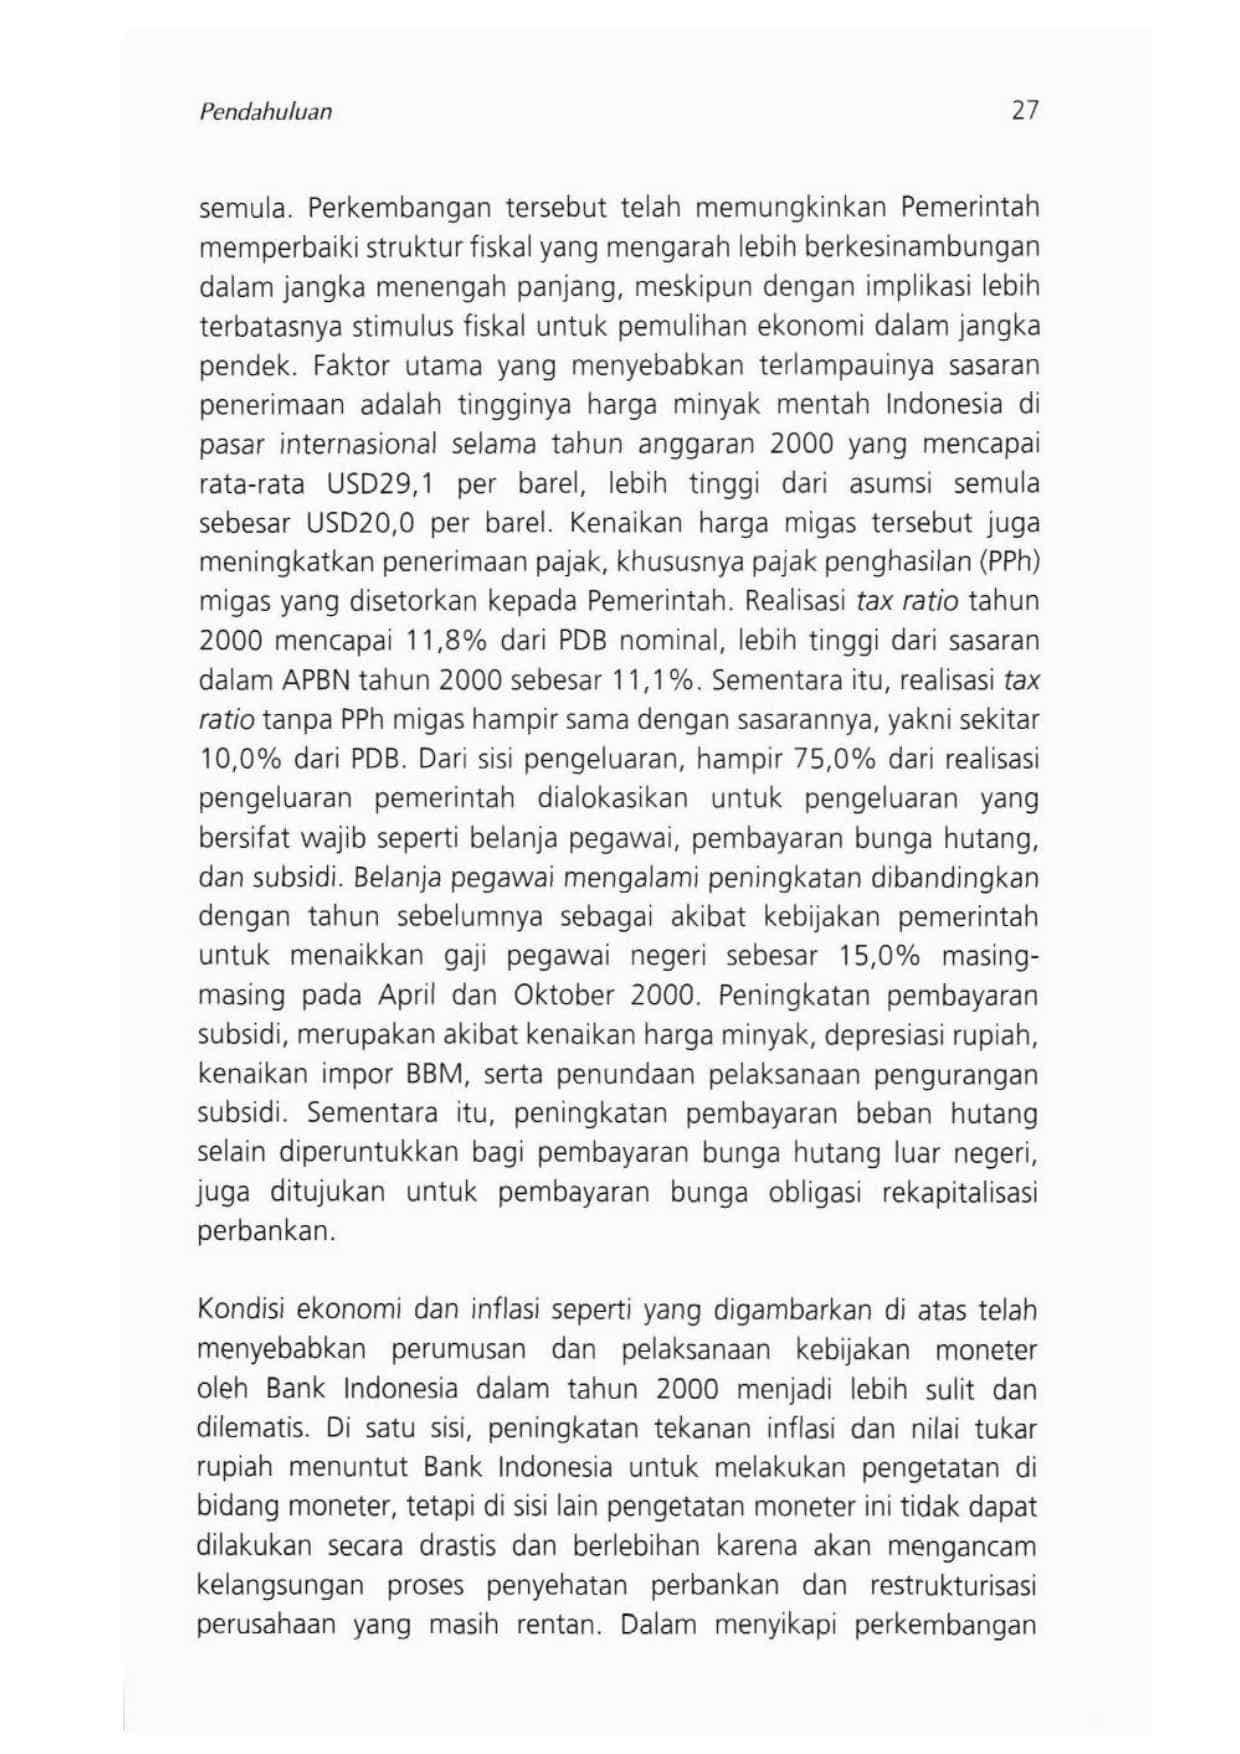 Pendahuluan 27
semula. Perkembangan tersebut telah memungkinkan Pemerintah
memperbaiki struktur fiskal yang mengarah lebih berkesinambungan
dalam jangka menengah panjang, meskipun dengan implikasi lebih
terbatasnya stimulus fiskal untuk pemulihan ekonomi dalam jangka
pendek. Faktor utama yang menyebabkan terlampauinya sasaran
penerimaan adalah tingginya harga minyak mentah Indonesia di
pasar internasional selama tahun anggaran 2000 yang mencapai
rata-rata USD29,1 per barel, lebih tinggi dari asumsi semula
sebesar USD20,0 per barel. Kenaikan harga migas tersebut juga
meningkatkan penerimaan pajak, khususnya pajak penghasilan (PPh)
migas yang disetorkan kepada Pemerintah. Realisasi tax ratio tahun
2000 mencapai 11,8% dari PDB nominal, lebih tinggi dari sasaran
dalam APBN tahun 2000 sebesar 11,1%. Sementara itu, realisasi tax
ratio tanpa PPh migas hampir sama dengan sasarannya, yakni sekitar
10,0% dari PDB. Dari sisi pengeluaran, hampir 75,0% dari realisasi
pengeluaran pemerintah dialokasikan untuk pengeluaran yang
bersifat wajib seperti belanja pegawai, pembayaran bunga hutang,
dan subsidi. Belanja pegawai mengalami peningkatan dibandingkan
dengan tahun sebelumnya sebagai akibat kebijakan pemerintah
untuk menaikkan gaji pegawai negeri sebesar 15,0% masing-
masing pada April dan Oktober 2000. Peningkatan pembayaran
subsidi, merupakan akibat kenaikan harga minyak, depresiasi rupiah,
kenaikan impor BBM, serta penundaan pelaksanaan pengurangan
subsidi. Sementara itu, peningkatan pembayaran beban hutang
selain diperuntukkan bagi pembayaran bunga hutang luar negeri,
juga ditujukan untuk pembayaran bunga obligasi rekapitalisasi
perbankan.
Kondisi ekonomi dan inflasi seperti yang digambarkan di atas telah
menyebabkan perumusan dan pelaksanaan kebijakan moneter
oleh Bank Indonesia dalam tahun 2000 menjadi lebih sulit dan
dilematis. Di satu sisi, peningkatan tekanan inflasi dan nilai tukar
rupiah menuntut Bank Indonesia untuk melakukan pengetatan di
bidang moneter, tetapi di sisi lain pengetatan moneter ini tidak dapat
dilakukan secara drastis dan berlebihan karena akan mengancam
kelangsungan proses penyehatan perbankan dan restrukturisasi
perusahaan yang masih rentan. Dalam menyikapi perkembangan